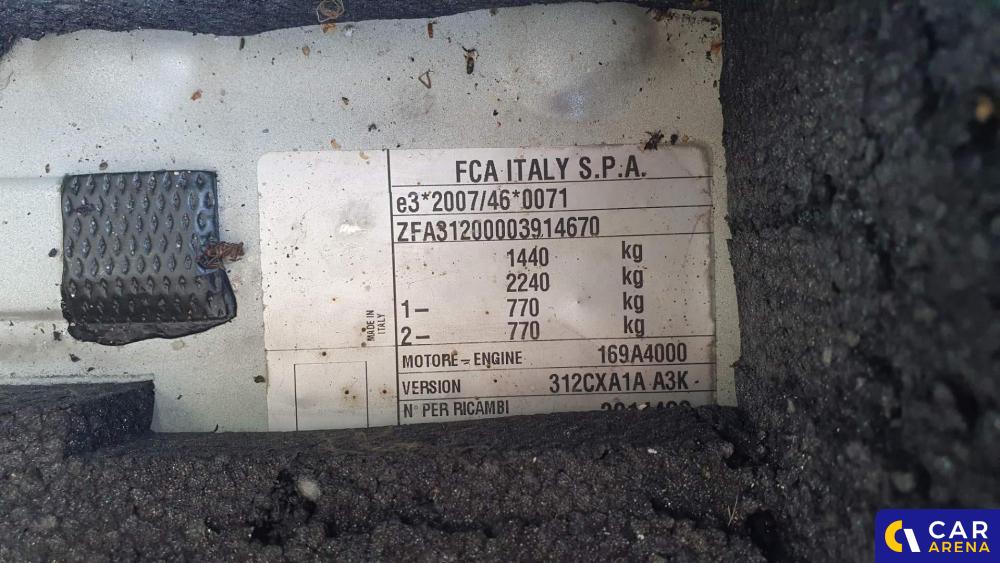 FCA ITALY S.P.A.
e3*2007/46*0071
ZFA31200003914670
1440 kg
2240 kg
1– 770 kg
2– 770 kg
MADE IN
ITALY
MOTORE – ENGINE 169A4000
VERSION 312CXA1A A3K
N° PER RICAMBI
CAR
ARENA